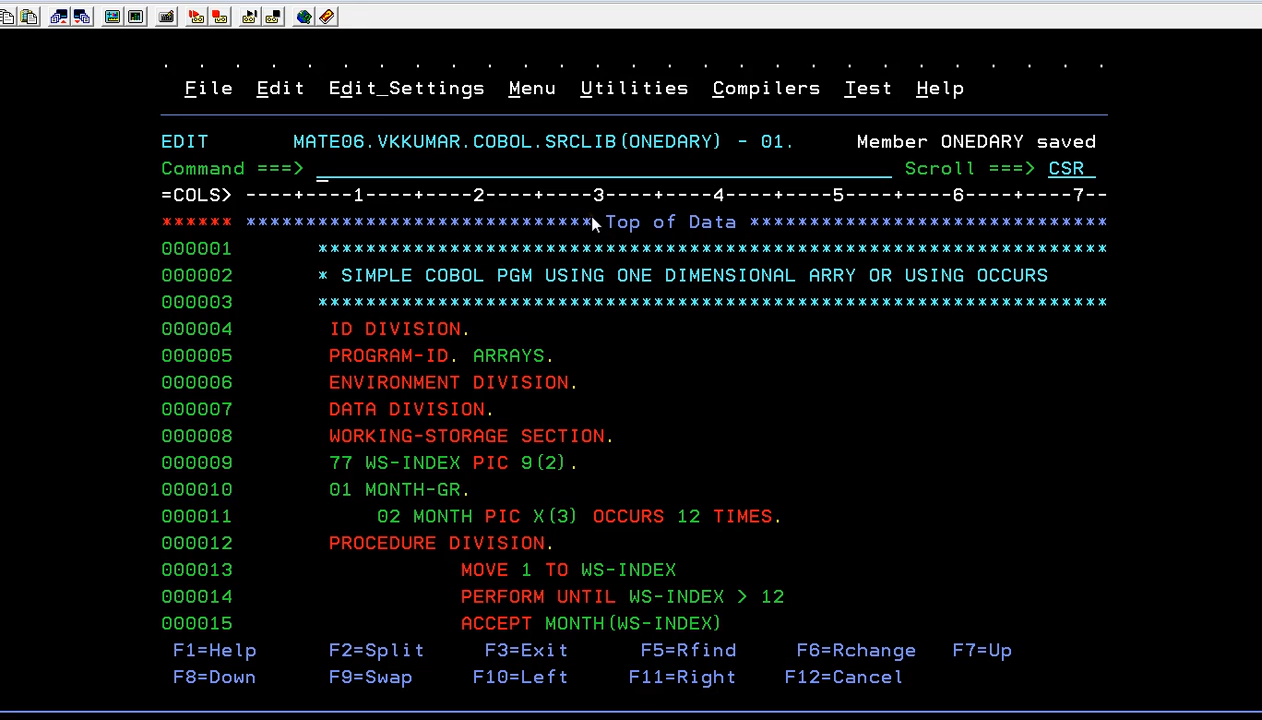 File Edit Edit_Settings Menu Utilities Compilers Test Help
EDIT MATE06.VKKUMAR.COBOL.SRCLIB(ONEDARY) - 01. Member ONEDARY saved
Command ===> Scroll ===> CSR
=COLS> ----+----1----+----2----+----3----+----4----+----5----+----6----+----7--
****** ***************************** Top of Data ******************************
000001 ******************************************************************
000002 * SIMPLE COBOL PGM USING ONE DIMENSIONAL ARRY OR USING OCCURS
000003 ******************************************************************
000004 ID DIVISION.
000005 PROGRAM-ID. ARRAYS.
000006 ENVIRONMENT DIVISION.
000007 DATA DIVISION.
000008 WORKING-STORAGE SECTION.
000009 77 WS-INDEX PIC 9(2).
000010 01 MONTH-GR.
000011 02 MONTH PIC X(3) OCCURS 12 TIMES.
000012 PROCEDURE DIVISION.
000013 MOVE 1 TO WS-INDEX
000014 PERFORM UNTIL WS-INDEX > 12
000015 ACCEPT MONTH(WS-INDEX)
F1=Help F2=Split F3=Exit F5=Rfind F6=Rchange F7=Up
F8=Down F9=Swap F10=Left F11=Right F12=Cancel